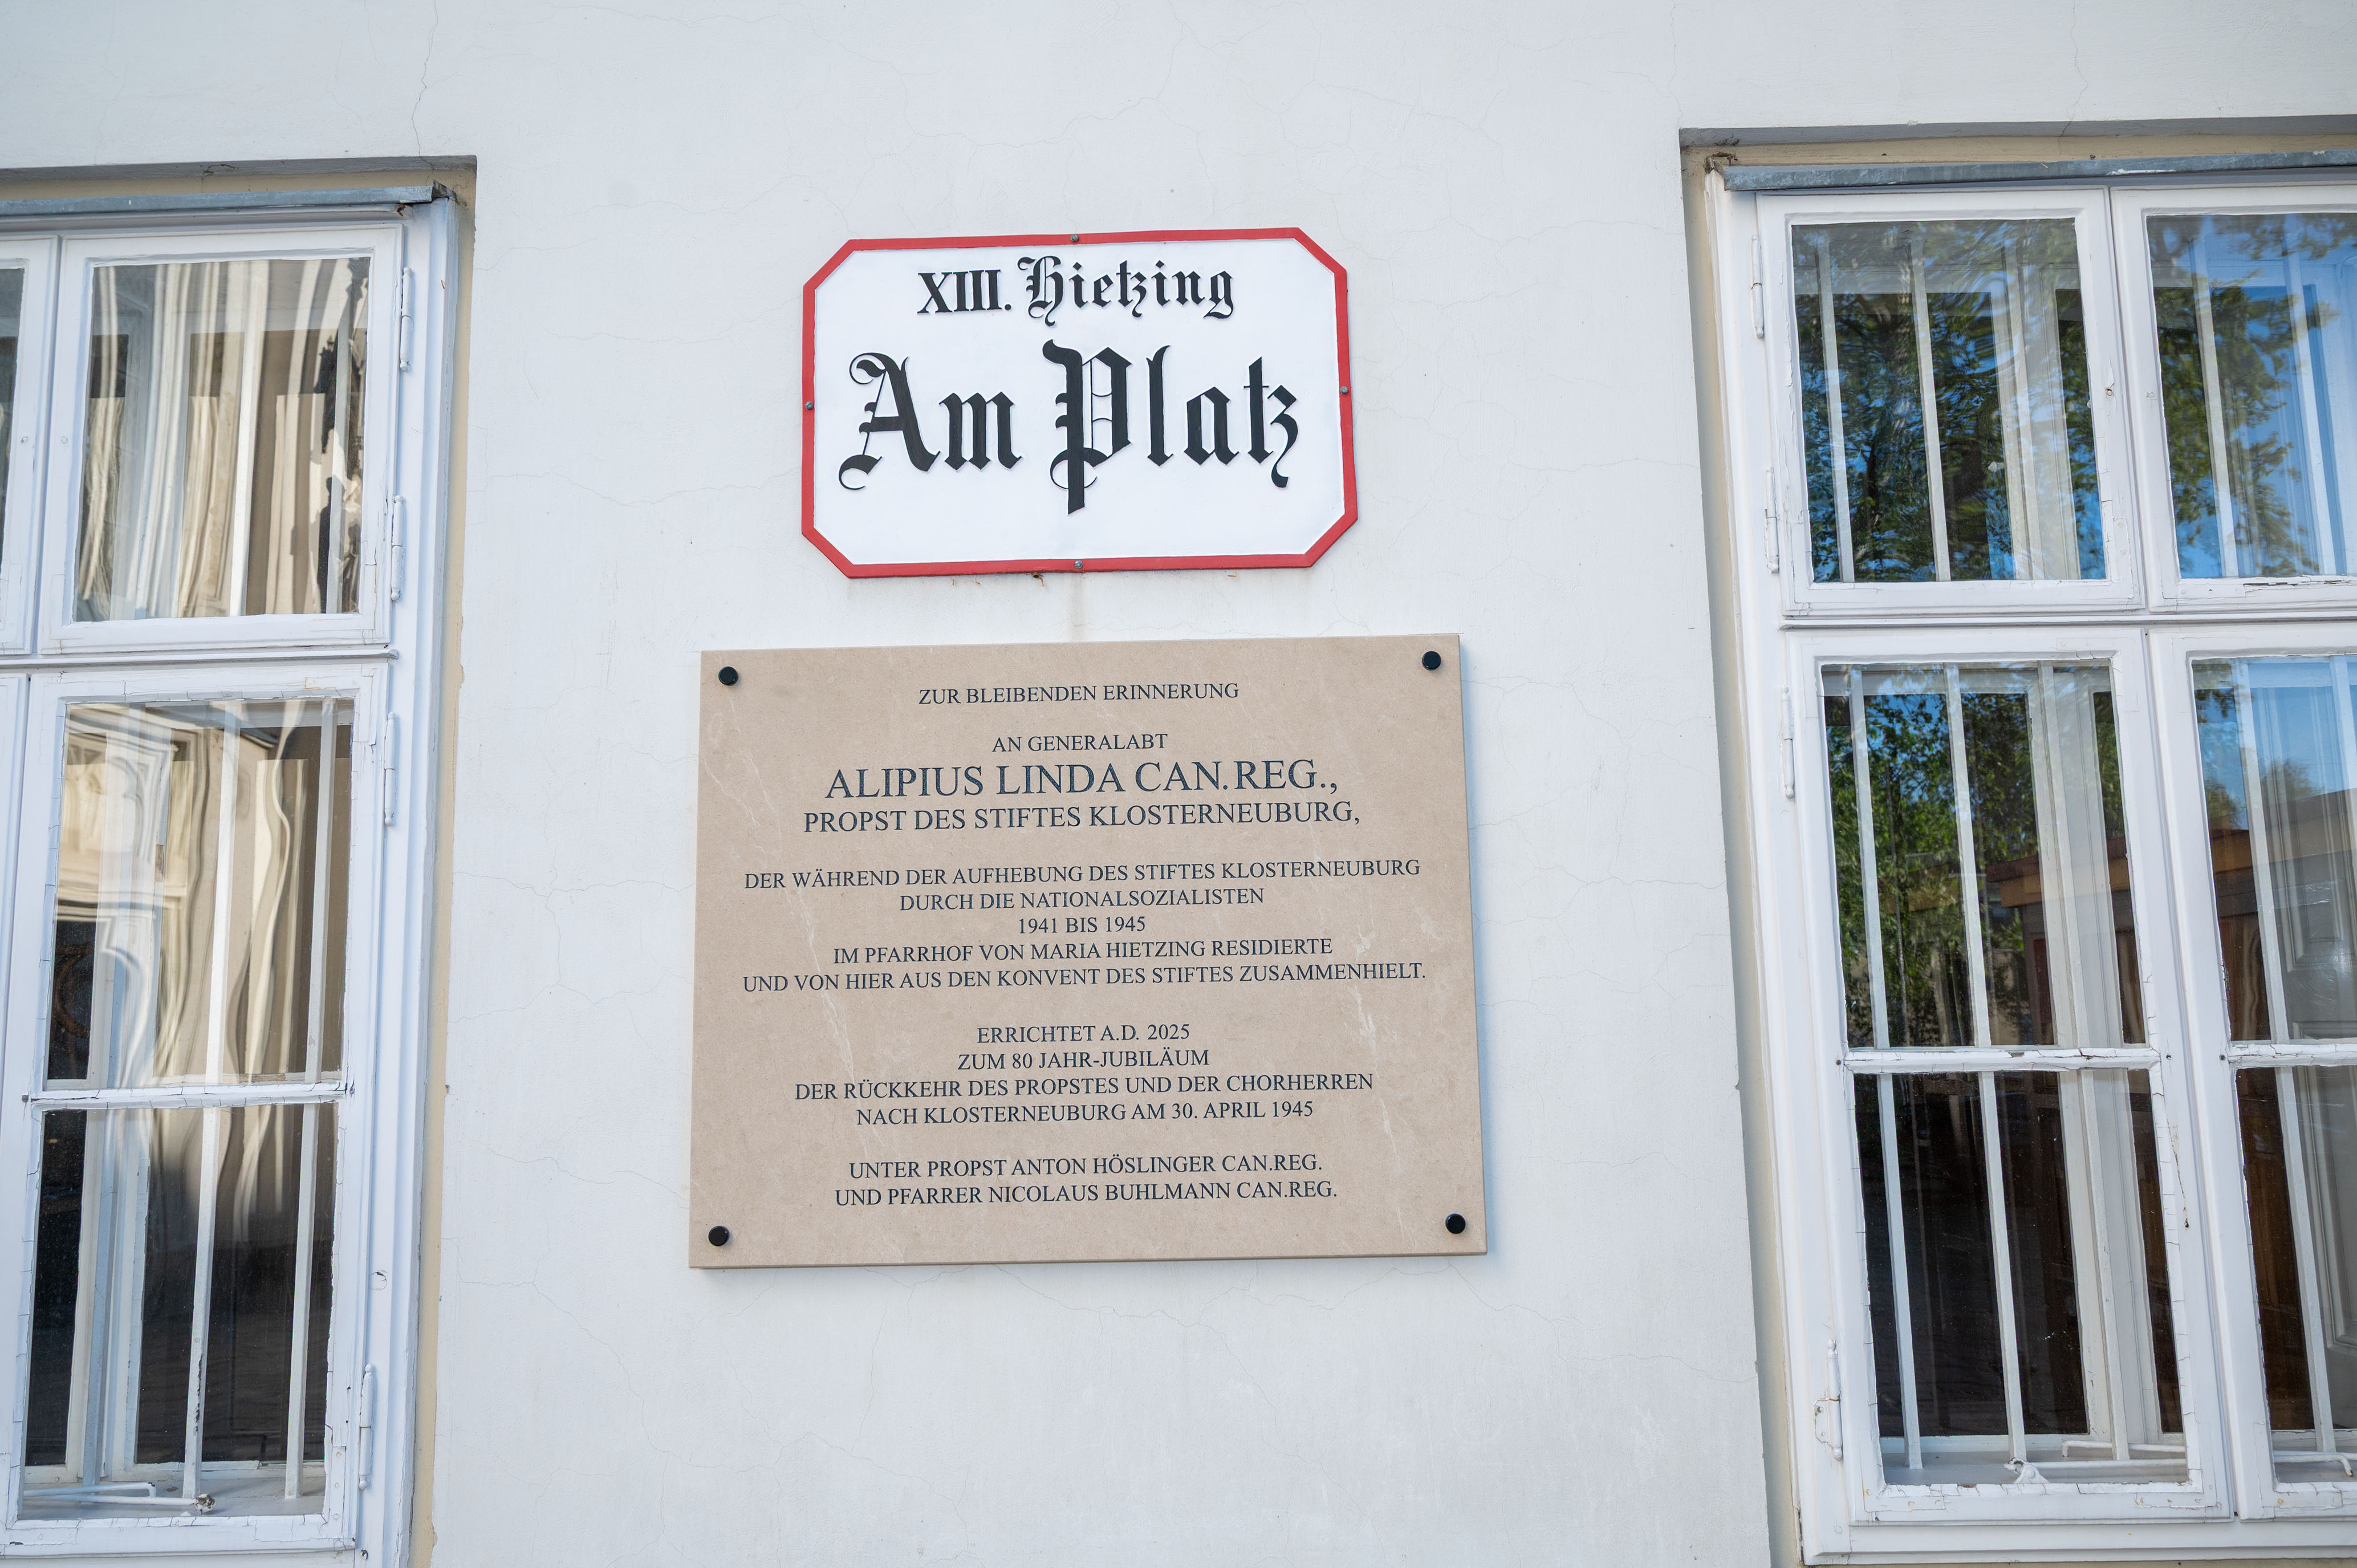 XIII. Hietzing
Am Platz
ZUR BLEIBENDEN ERINNERUNG
AN GENERALABT
ALIPIUS LINDA CAN.REG.,
PROPST DES STIFTES KLOSTERNEUBURG,
DER WÄHREND DER AUFHEBUNG DES STIFTES KLOSTERNEUBURG
DURCH DIE NATIONALSOZIALISTEN
1941 BIS 1945
IM PFARRHOF VON MARIA HIETZING RESIDIERTE
UND VON HIER AUS DEN KONVENT DES STIFTES ZUSAMMENHIELT.
ERRICHTET A.D. 2025
ZUM 80 JAHR-JUBILÄUM
DER RÜCKKEHR DES PROPSTES UND DER CHORHERREN
NACH KLOSTERNEUBURG AM 30. APRIL 1945
UNTER PROPST ANTON HÖSLINGER CAN.REG.
UND PFARRER NICOLAUS BUHLMANN CAN.REG.